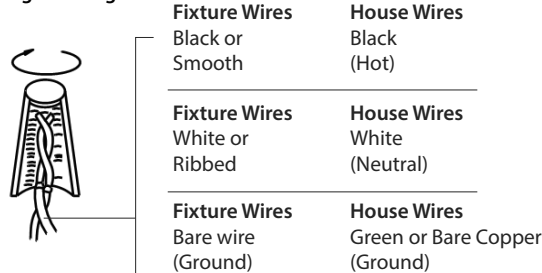 Fixture Wires House Wires
Black or Black
Smooth (Hot)
Fixture Wires House Wires
White or White
Ribbed (Neutral)
Fixture Wires House Wires
Bare wire Green or Bare Copper
(Ground) (Ground)